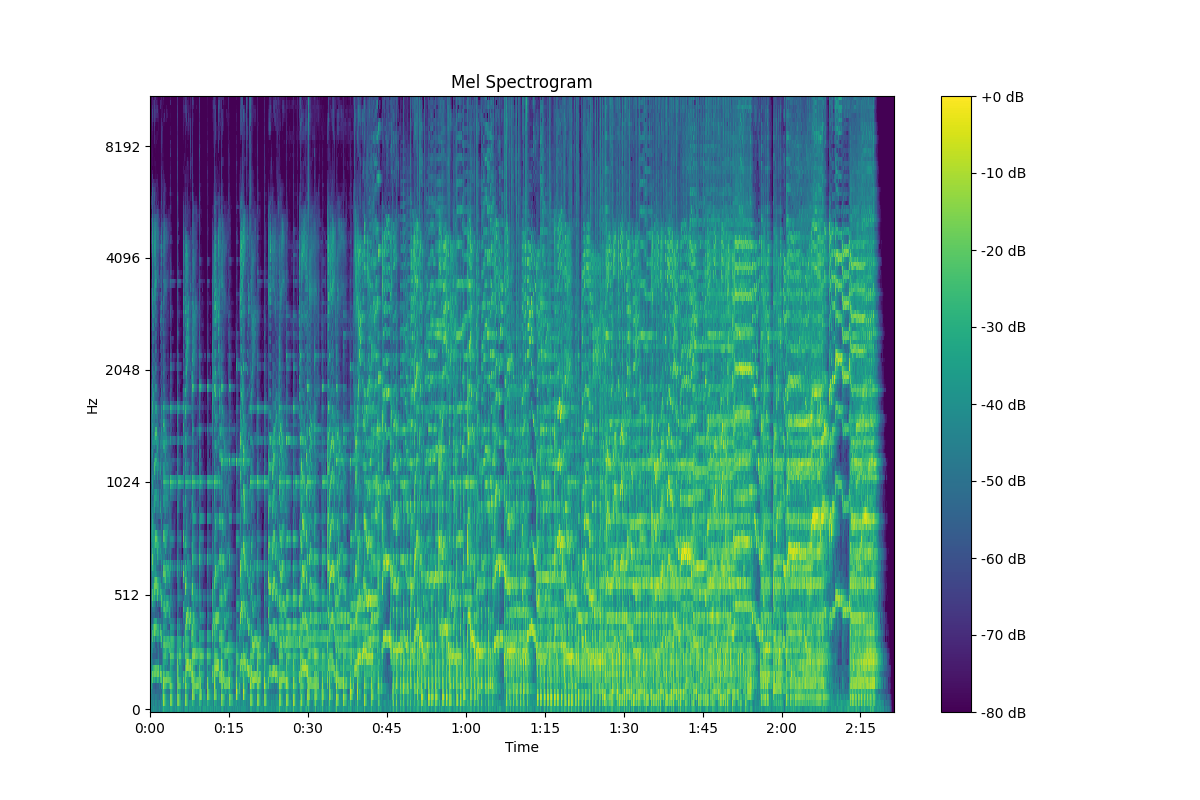 Mel Spectrogram
Hz
8192
4096
2048
1024
512
0
0:00 0:15 0:30 0:45 1:00 1:15 1:30 1:45 2:00 2:15
Time
+0 dB
-10 dB
-20 dB
-30 dB
-40 dB
-50 dB
-60 dB
-70 dB
-80 dB